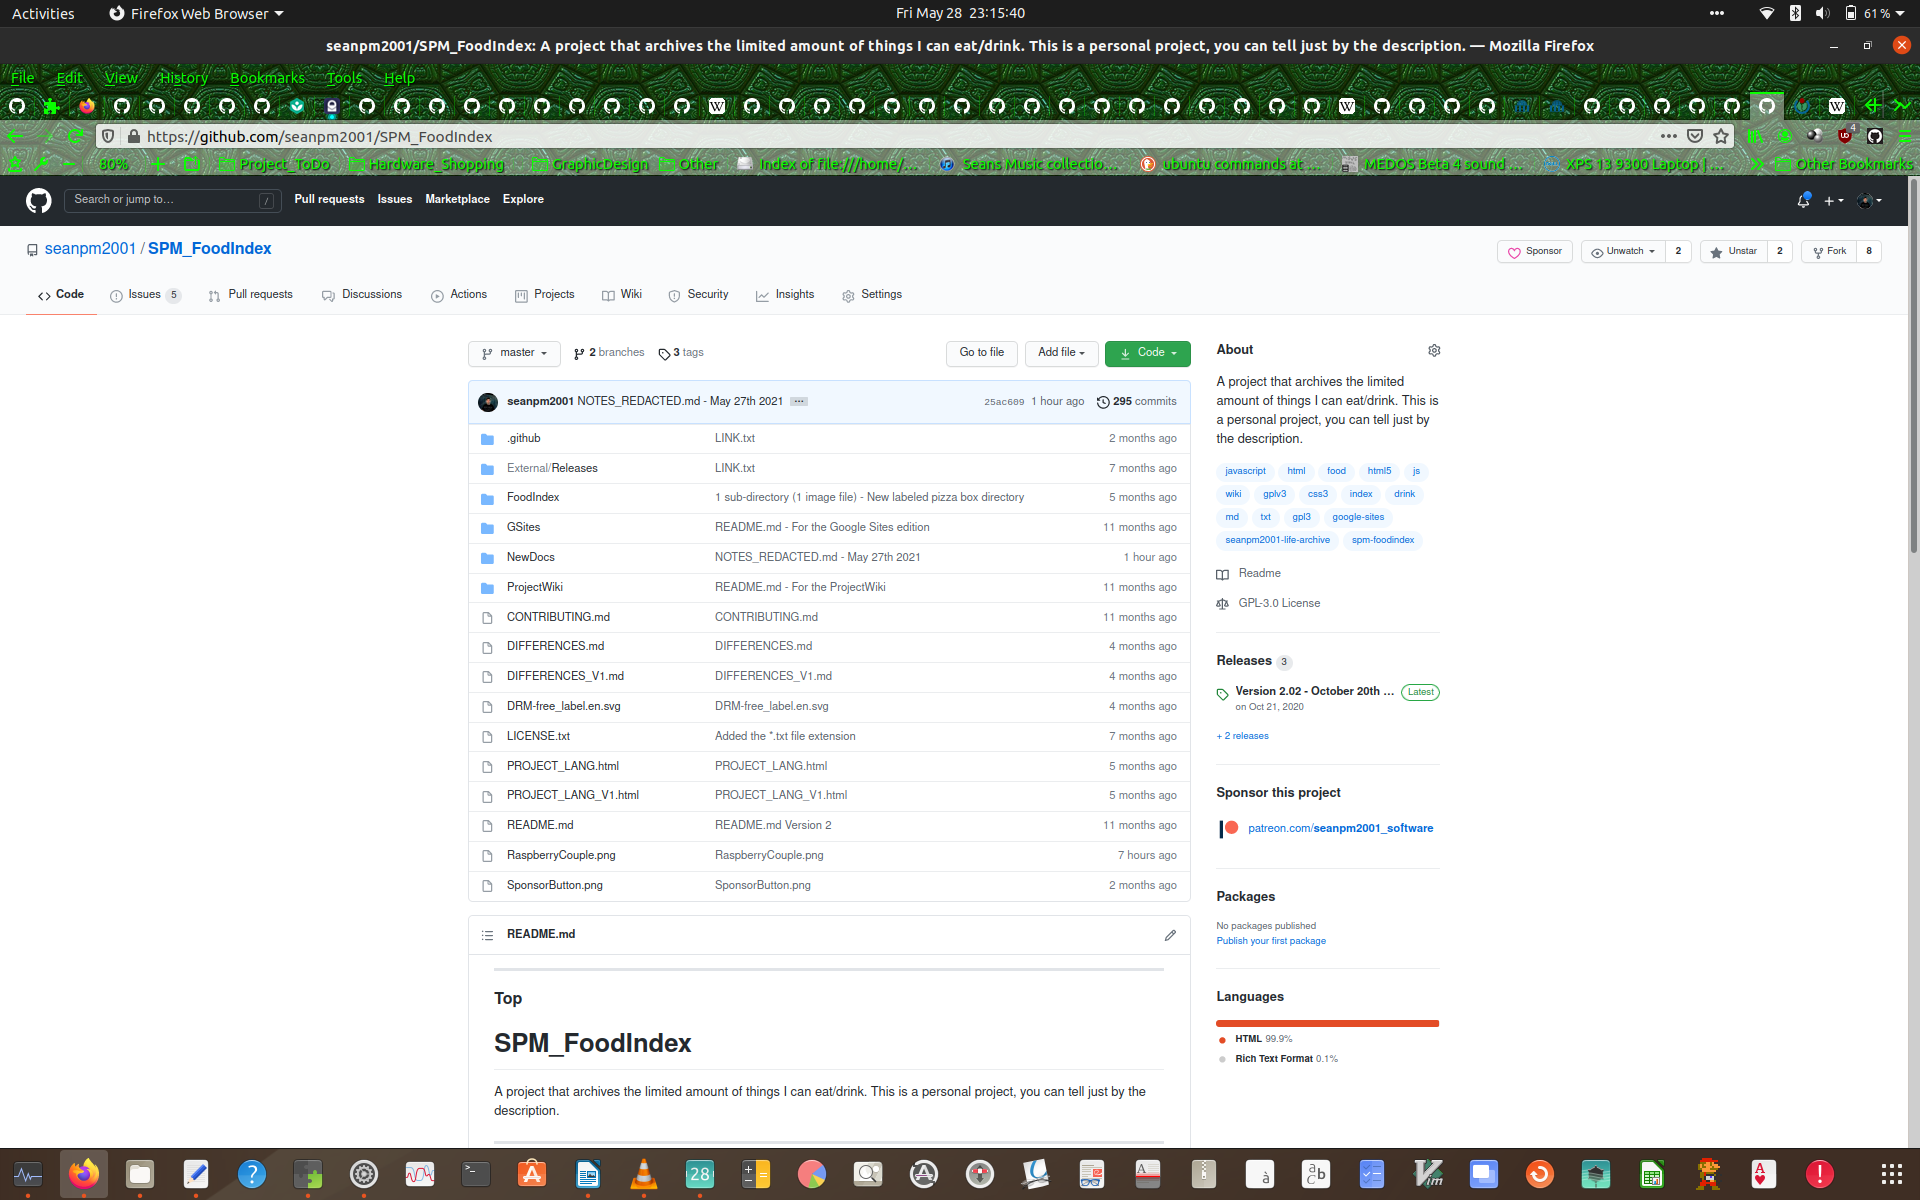 Activities Firefox Web Browser Fri May 28 23:15:40 61%
seanpm2001/SPM_FoodIndex: A project that archives the limited amount of things I can eat/drink. This is a personal project, you can tell just by the description. — Mozilla Firefox
File Edit View History Bookmarks Tools Help
https://github.com/seanpm2001/SPM_FoodIndex 4
80% Project_ToDo Hardware_Shopping GraphicDesign Other Index of file:///home/... Seans Music collectio... ubuntu commands at ... MEDOS Beta 4 sound ... XPS 13 9300 Laptop | ... Other Bookmarks
Search or jump to... / Pull requests Issues Marketplace Explore
seanpm2001 / SPM_FoodIndex Sponsor Unwatch 2 Unstar 2 Fork 8
Code Issues 5 Pull requests Discussions Actions Projects Wiki Security Insights Settings
master 2 branches 3 tags Go to file Add file Code
seanpm2001 NOTES_REDACTED.md - May 27th 2021 ... 25ac609 1 hour ago 295 commits
.github LINK.txt 2 months ago
External/Releases LINK.txt 7 months ago
FoodIndex 1 sub-directory (1 image file) - New labeled pizza box directory 5 months ago
GSites README.md - For the Google Sites edition 11 months ago
NewDocs NOTES_REDACTED.md - May 27th 2021 1 hour ago
ProjectWiki README.md - For the ProjectWiki 11 months ago
CONTRIBUTING.md CONTRIBUTING.md 11 months ago
DIFFERENCES.md DIFFERENCES.md 4 months ago
DIFFERENCES_V1.md DIFFERENCES_V1.md 4 months ago
DRM-free_label.en.svg DRM-free_label.en.svg 4 months ago
LICENSE.txt Added the *.txt file extension 7 months ago
PROJECT_LANG.html PROJECT_LANG.html 5 months ago
PROJECT_LANG_V1.html PROJECT_LANG_V1.html 5 months ago
README.md README.md Version 2 11 months ago
RaspberryCouple.png RaspberryCouple.png 7 hours ago
SponsorButton.png SponsorButton.png 2 months ago
README.md
Top
SPM_FoodIndex
A project that archives the limited amount of things I can eat/drink. This is a personal project, you can tell just by the
description.
About
A project that archives the limited
amount of things I can eat/drink. This is
a personal project, you can tell just by
the description.
javascript html food html5 js
wiki gplv3 css3 index drink
md txt gpl3 google-sites
seanpm2001-life-archive spm-foodindex
Readme
GPL-3.0 License
Releases 3
Version 2.02 - October 20th ... Latest
on Oct 21, 2020
+ 2 releases
Sponsor this project
patreon.com/seanpm2001_software
Packages
No packages published
Publish your first package
Languages
HTML 99.9%
Rich Text Format 0.1%
28